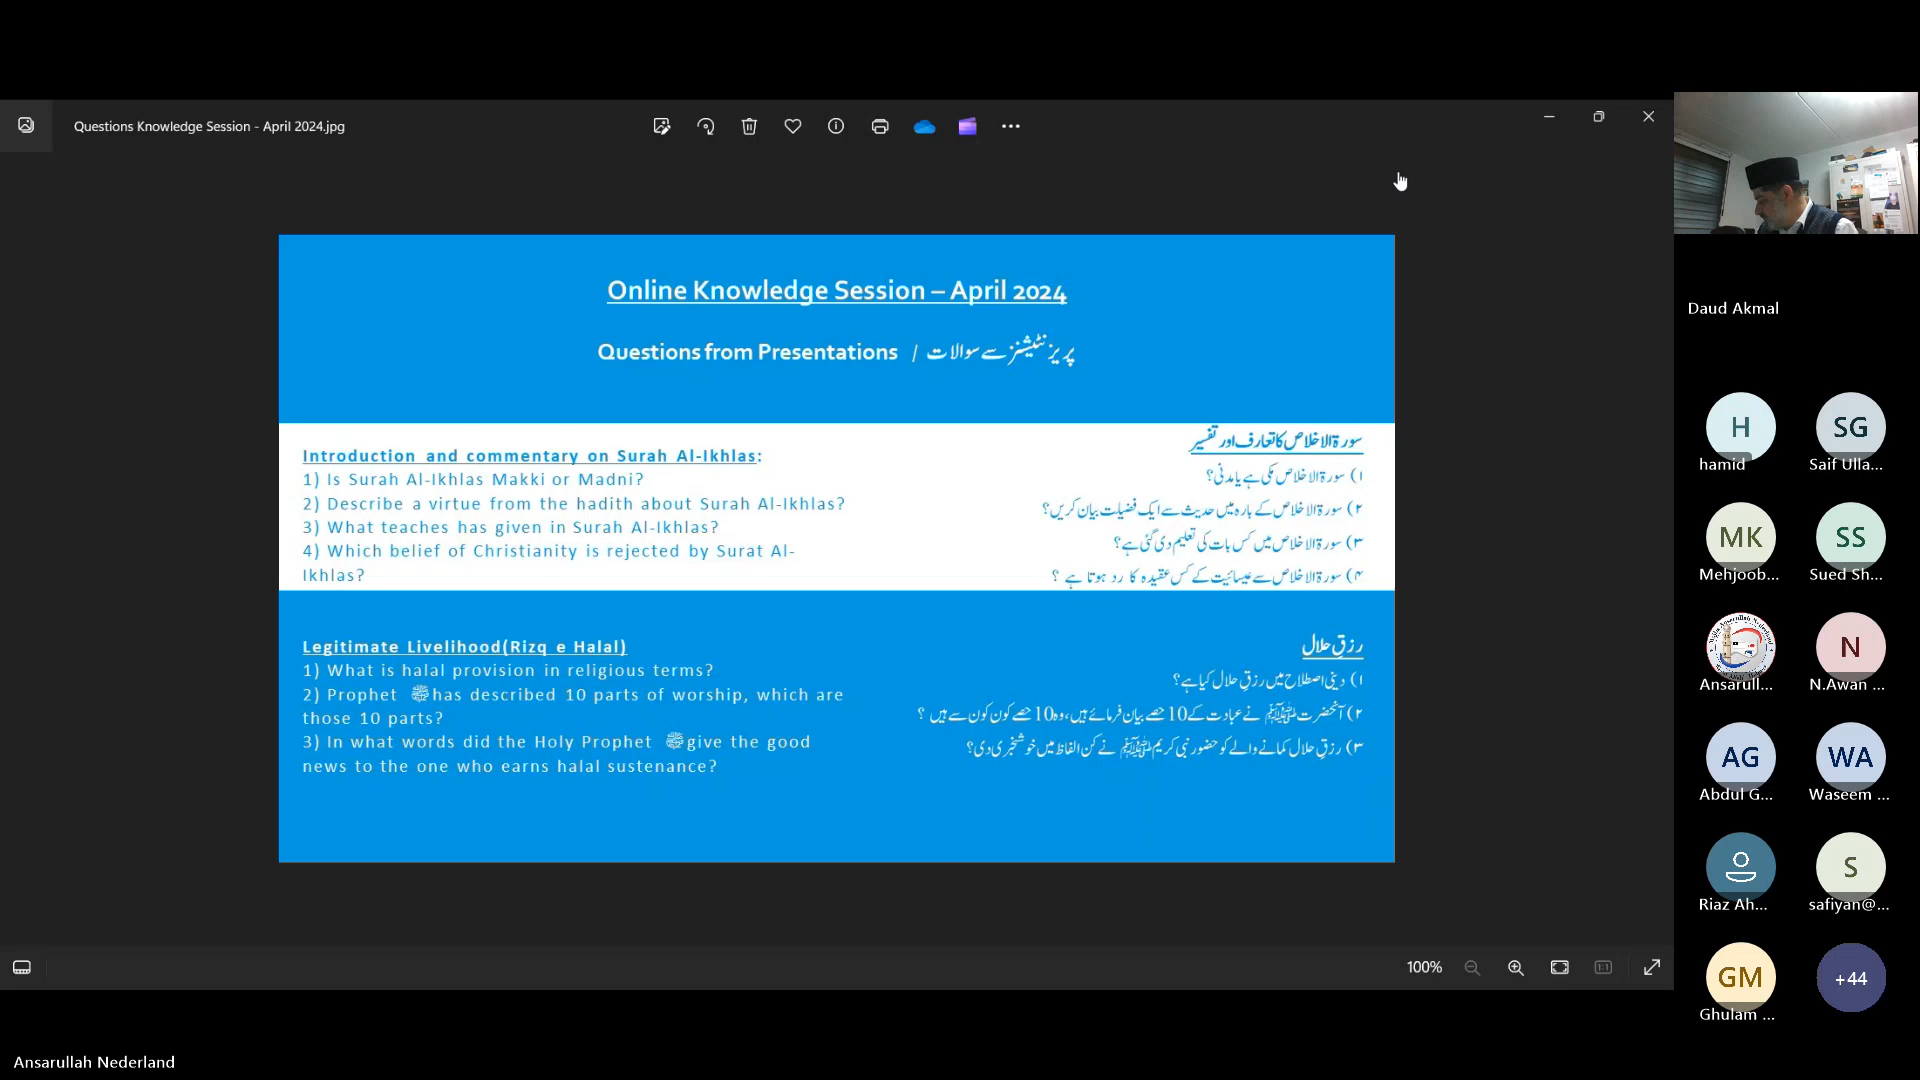 Questions Knowledge Session - April 2024.jpg
Online Knowledge Session – April 2024
Questions from Presentations / پریزنٹیشنز سے سوالات
Introduction and commentary on Surah Al-Ikhlas:
1) Is Surah Al-Ikhlas Makki or Madni?
2) Describe a virtue from the hadith about Surah Al-Ikhlas?
3) What teaches has given in Surah Al-Ikhlas?
4) Which belief of Christianity is rejected by Surat Al-
Ikhlas?
سورۃ الاخلاص کا تعارف اور تفسیر
۱) سورۃ الاخلاص مکی ہے یا مدنی؟
۲) سورۃ الاخلاص کے بارہ میں حدیث سے ایک فضیلت بیان کریں؟
۳) سورۃ الاخلاص میں کس بات کی تعلیم دی گئی ہے؟
۴) سورۃ الاخلاص سے عیسائیت کے کس عقیدہ کا رد ہوتا ہے ؟
Legitimate Livelihood(Rizq e Halal)
1) What is halal provision in religious terms?
2) Prophet ﷺ has described 10 parts of worship, which are
those 10 parts?
3) In what words did the Holy Prophet ﷺ give the good
news to the one who earns halal sustenance?
رزقِ حلال
۱) دینی اصطلاح میں رزقِ حلال کیا ہے؟
۲) آنحضرت ﷺ نے عبادت کے 10 حصے بیان فرمائے ہیں، وہ 10 حصے کون کون سے ہیں ؟
۳) رزقِ حلال کمانے والے کو حضور نبی کریم ﷺ نے کن الفاظ میں خوشخبری دی؟
100%
1:1
Daud Akmal
H
hamid
SG
Saif Ulla...
MK
Mehjoob...
SS
Sued Sh...
Ansarull...
N
N.Awan ...
AG
Abdul G...
WA
Waseem ...
Riaz Ah...
S
safiyan@...
GM
Ghulam ...
+44
Ansarullah Nederland